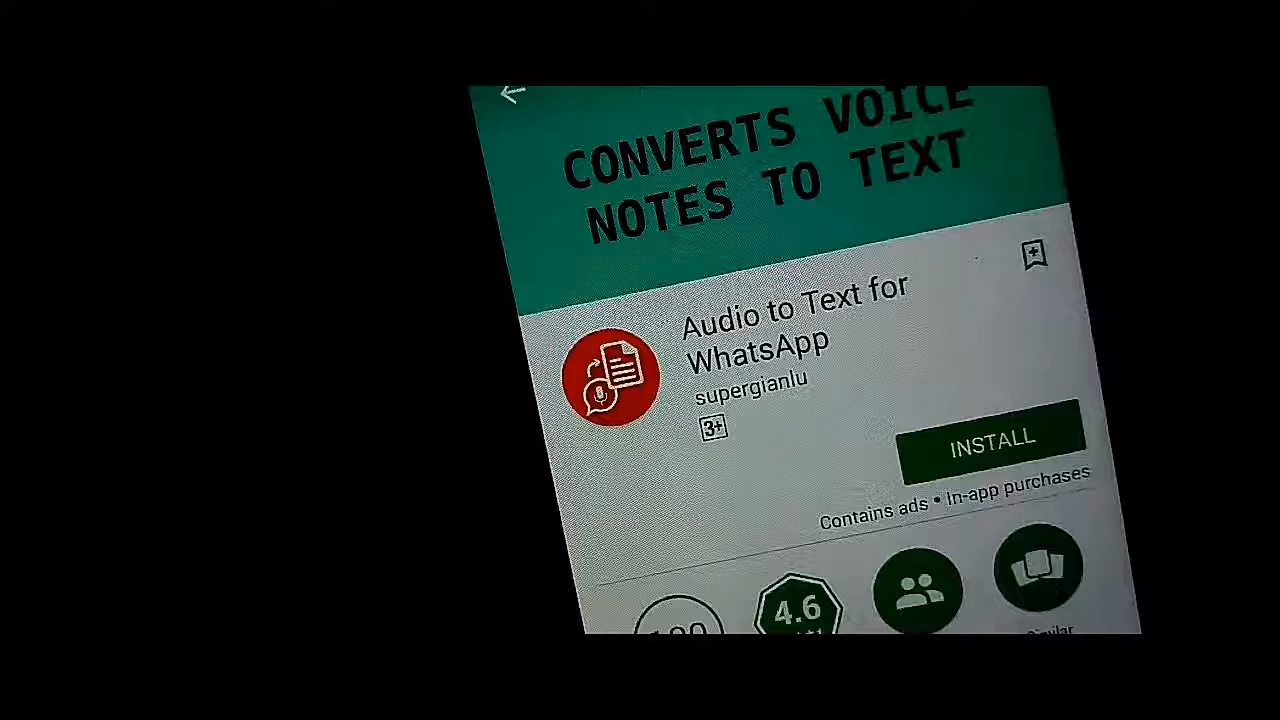 CONVERTS VOICE
NOTES TO TEXT
Audio to Text for
WhatsApp
supergianlu
3+
INSTALL
Contains ads • In-app purchases
4.6
Similar